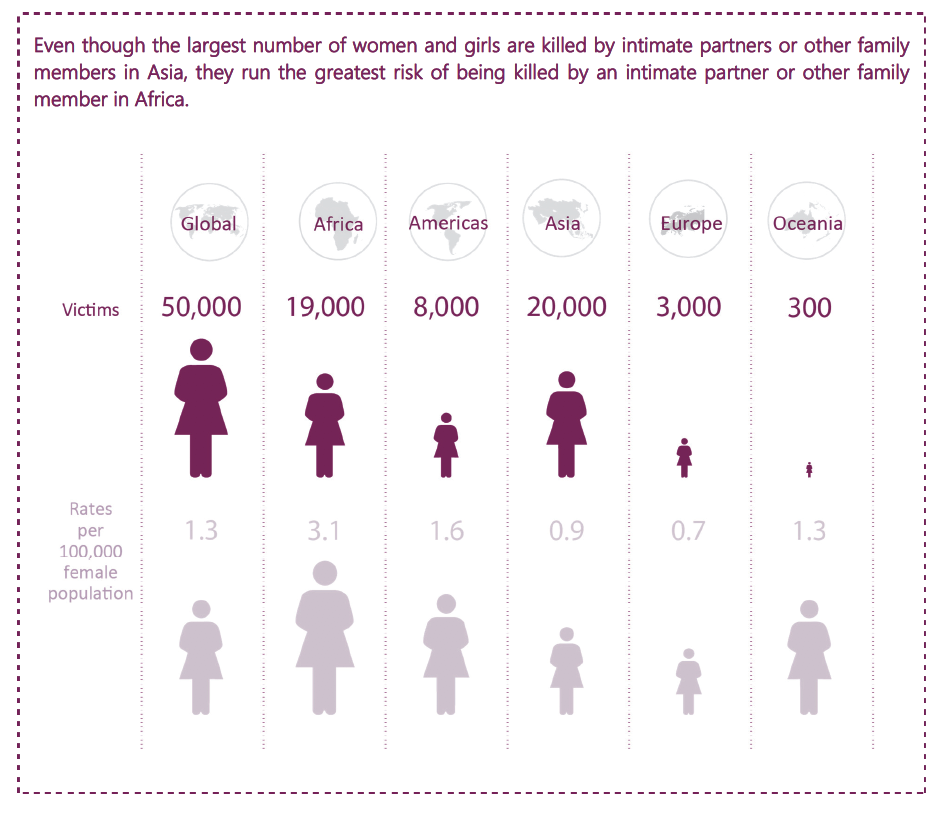 Even though the largest number of women and girls are killed by intimate partners or other family
members in Asia, they run the greatest risk of being killed by an intimate partner or other family
member in Africa.
Global Africa Americas Asia Europe Oceania
Victims 50,000 19,000 8,000 20,000 3,000 300
Rates
per
100,000
female
population
1.3 3.1 1.6 0.9 0.7 1.3